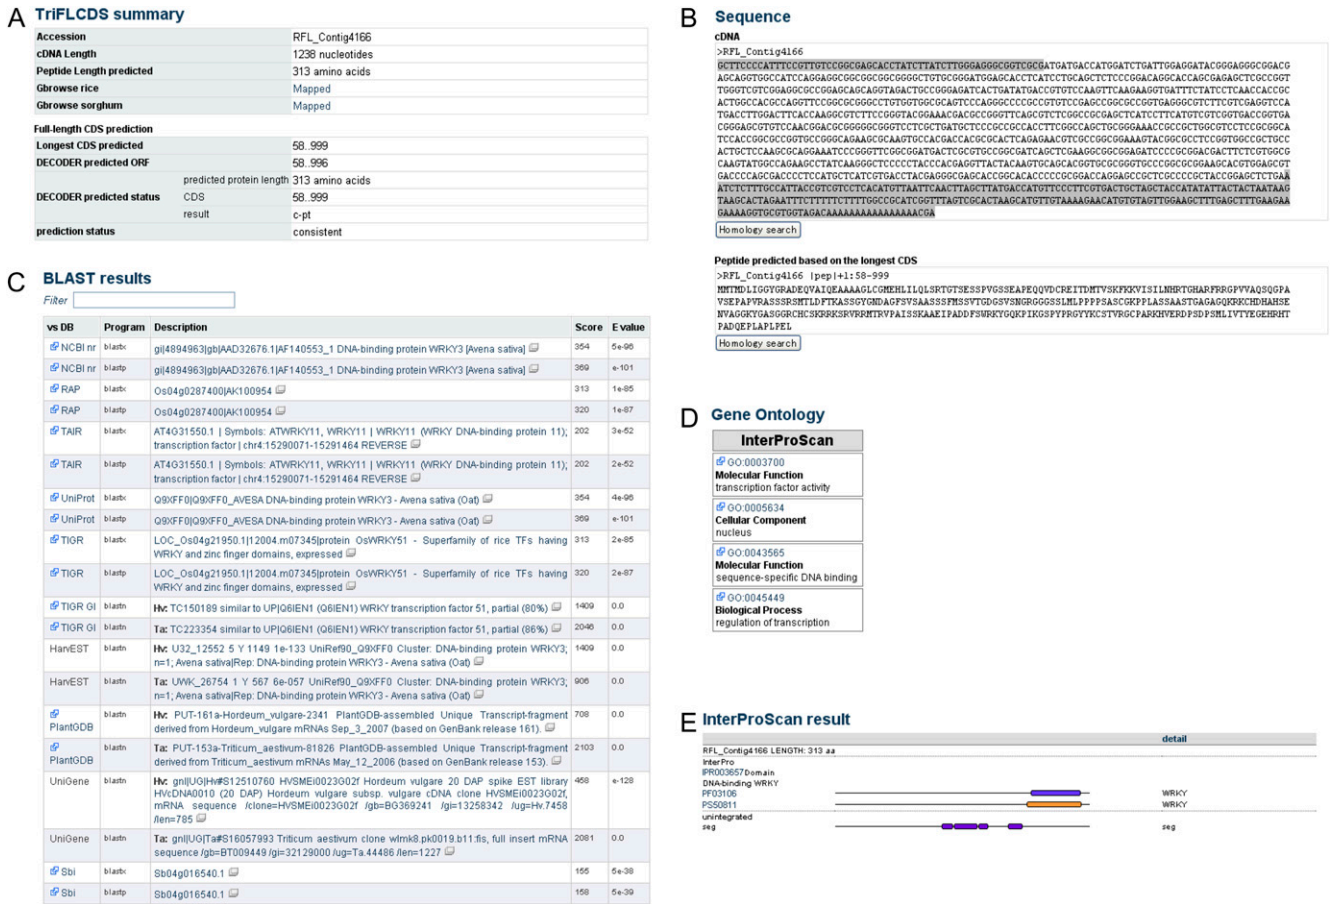 A TriFLCDS summary
Accession RFL_Contig4166
cDNA Length 1238 nucleotides
Peptide Length predicted 313 amino acids
Gbrowse rice Mapped
Gbrowse sorghum Mapped
Full-length CDS prediction
Longest CDS predicted 58..999
DECODER predicted ORF 58..996
DECODER predicted status predicted protein length 313 amino acids
CDS 58..999
result c-pt
prediction status consistent
B Sequence
cDNA
>RFL_Contig4166
GCTTCCCCATTTCCGTTGTCCGGCGAGCACCTATCTTATCTTGGGAGGGCGGTCGCGATGATGACCATGGATCTGATTGGAGGATACGGGAGGGCGGACG
Homology search
Peptide predicted based on the longest CDS
>RFL_Contig4166 |pep|+1:58-999
MMTMDLIGGYGRADEQVAIQEAAAAGLCGMEHLILQLSRTGTSESSPVGSSEAPEQQVDCREITDMTVSKFKKVISILNHRTGHARFRRGPVVAQSQGPA
VSEPAPVRASSSRSMTLDFTKASSGYGNDAGFSVSAASSSFMSSVTGDGSVSNGRGGGSSLMLPPPPSASCGKPPLASSAASTGAGAGQKRKCHDHAHSE
NVAGGKYGASGGRCHCSKRRKSRVRRMTRVPAISSKAAEIPADDFSWRKYGQKPIKGSPYPRGYYKCSTVRGCPARKHVERDPSDPSMLIVTYEGEHRHT
PADQEPLAPLPEL
Homology search
C BLAST results
Filter
vs DB Program Description Score E value
NCBI nr blastx gi|4894963|gb|AAD32676.1|AF140553_1 DNA-binding protein WRKY3 [Avena sativa] 354 5e-96
NCBI nr blastp gi|4894963|gb|AAD32676.1|AF140553_1 DNA-binding protein WRKY3 [Avena sativa] 369 e-101
RAP blastx Os04g0287400|AK100954 313 1e-85
RAP blastp Os04g0287400|AK100954 320 1e-87
TAIR blastx AT4G31550.1 | Symbols: ATWRKY11, WRKY11 | WRKY11 (WRKY DNA-binding protein 11); 202 3e-52
transcription factor | chr4:15290071-15291464 REVERSE
TAIR blastp AT4G31550.1 | Symbols: ATWRKY11, WRKY11 | WRKY11 (WRKY DNA-binding protein 11); 202 2e-52
transcription factor | chr4:15290071-15291464 REVERSE
UniProt blastx Q9XFF0|Q9XFF0_AVESA DNA-binding protein WRKY3 - Avena sativa (Oat) 354 4e-96
UniProt blastp Q9XFF0|Q9XFF0_AVESA DNA-binding protein WRKY3 - Avena sativa (Oat) 369 e-101
TIGR blastx LOC_Os04g21950.1|12004.m07345|protein OsWRKY51 - Superfamily of rice TFs having 313 2e-85
WRKY and zinc finger domains, expressed
TIGR blastp LOC_Os04g21950.1|12004.m07345|protein OsWRKY51 - Superfamily of rice TFs having 320 2e-87
WRKY and zinc finger domains, expressed
TIGR GI blastn Hv: TC150189 similar to UP|Q6IEN1 (Q6IEN1) WRKY transcription factor 51, partial (80%) 1409 0.0
TIGR GI blastn Ta: TC223354 similar to UP|Q6IEN1 (Q6IEN1) WRKY transcription factor 51, partial (86%) 2046 0.0
HarvEST blastn Hv: U32_12552 5 Y 1149 1e-133 UniRef90_Q9XFF0 Cluster: DNA-binding protein WRKY3; 1409 0.0
n=1; Avena sativa|Rep: DNA-binding protein WRKY3 - Avena sativa (Oat)
HarvEST blastn Ta: UWK_26754 1 Y 567 6e-057 UniRef90_Q9XFF0 Cluster: DNA-binding protein WRKY3; 906 0.0
n=1; Avena sativa|Rep: DNA-binding protein WRKY3 - Avena sativa (Oat)
PlantGDB blastn Hv: PUT-161a-Hordeum_vulgare-2341 PlantGDB-assembled Unique Transcript-fragment 708 0.0
derived from Hordeum_vulgare mRNAs Sep_3_2007 (based on GenBank release 161).
PlantGDB blastn Ta: PUT-153a-Triticum_aestivum-81826 PlantGDB-assembled Unique Transcript-fragment 2103 0.0
derived from Triticum_aestivum mRNAs May_12_2006 (based on GenBank release 153).
UniGene blastn Hv: gnl|UG|Hv#S12510760 HVSMEi0023G02f Hordeum vulgare 20 DAP spike EST library 458 e-128
HVcDNA0010 (20 DAP) Hordeum vulgare subsp. vulgare cDNA clone HVSMEi0023G02f,
mRNA sequence /clone=HVSMEi0023G02f /gb=BG369241 /gi=13258342 /ug=Hv.7458
/len=785
UniGene blastn Ta: gnl|UG|Ta#S16057993 Triticum aestivum clone wlmk8.pk0019.b11:fis, full insert mRNA 2081 0.0
sequence /gb=BT009449 /gi=32129000 /ug=Ta.44486 /len=1227
Sbi blastx Sb04g016540.1 155 5e-38
Sbi blastp Sb04g016540.1 158 5e-39
D Gene Ontology
InterProScan
GO:0003700
Molecular Function
transcription factor activity
GO:0005634
Cellular Component
nucleus
GO:0043565
Molecular Function
sequence-specific DNA binding
GO:0045449
Biological Process
regulation of transcription
E InterProScan result
detail
RFL_Contig4166 LENGTH: 313 aa
InterPro
IPR003657 Domain
DNA-binding WRKY
PF03106 WRKY
PS50811 WRKY
unintegrated
seg seg